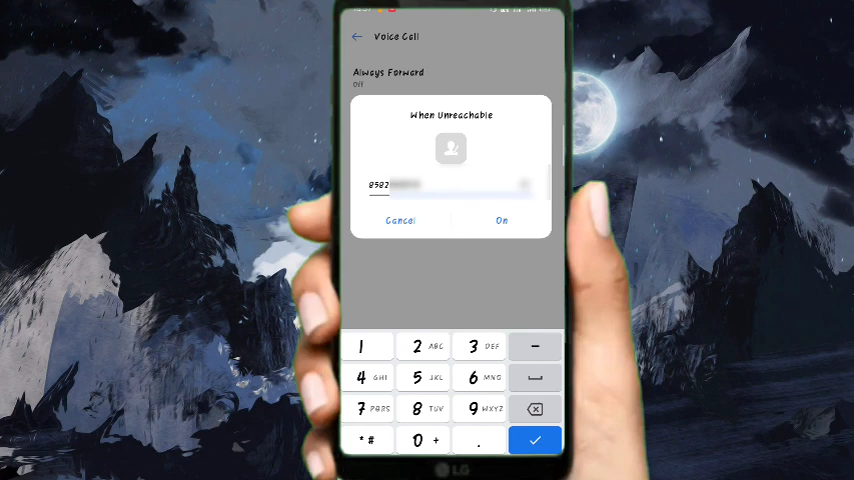 Voice Call
Always Forward
Off
When Unreachable
8582
Cancel
On
1
2 ABC
3 DEF
-
4 GHI
5 JKL
6 MNO
7 PQRS
8 TUV
9 WXYZ
* #
0 +
.
LG